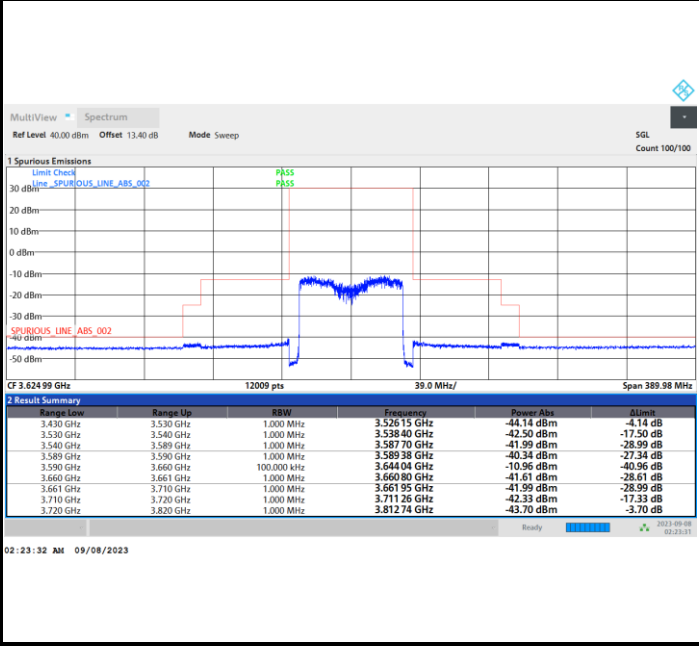 MultiView Spectrum
Ref Level 40.00 dBm Offset 13.40 dB Mode Sweep SGL
Count 100/100
1 Spurious Emissions
Limit Check PASS
Line _SPURIOUS_LINE_ABS_002 PASS
30 dBm
20 dBm
10 dBm
0 dBm
-10 dBm
-20 dBm
-30 dBm
_SPURIOUS_LINE_ABS_002
-40 dBm
-50 dBm
CF 3.624 99 GHz 12009 pts 39.0 MHz/ Span 389.98 MHz
2 Result Summary
Range Low Range Up RBW Frequency Power Abs ΔLimit
3.430 GHz 3.530 GHz 1.000 MHz 3.526 15 GHz -44.14 dBm -4.14 dB
3.530 GHz 3.540 GHz 1.000 MHz 3.538 40 GHz -42.50 dBm -17.50 dB
3.540 GHz 3.589 GHz 1.000 MHz 3.587 70 GHz -41.99 dBm -28.99 dB
3.589 GHz 3.590 GHz 1.000 MHz 3.589 38 GHz -40.34 dBm -27.34 dB
3.590 GHz 3.660 GHz 100.000 kHz 3.644 04 GHz -10.96 dBm -40.96 dB
3.660 GHz 3.661 GHz 1.000 MHz 3.660 80 GHz -41.61 dBm -28.61 dB
3.661 GHz 3.710 GHz 1.000 MHz 3.661 95 GHz -41.99 dBm -28.99 dB
3.710 GHz 3.720 GHz 1.000 MHz 3.711 26 GHz -42.33 dBm -17.33 dB
3.720 GHz 3.820 GHz 1.000 MHz 3.812 74 GHz -43.70 dBm -3.70 dB
Ready 2023-09-08
02:23:31
02:23:32 AM 09/08/2023